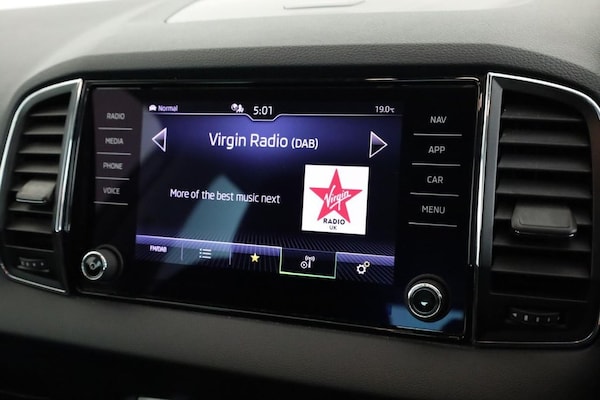 RADIO
MEDIA
PHONE
VOICE
Normal
5:01
19.0°C
Virgin Radio (DAB)
More of the best music next
Virgin
RADIO
UK
FM/DAB
NAV
APP
CAR
MENU